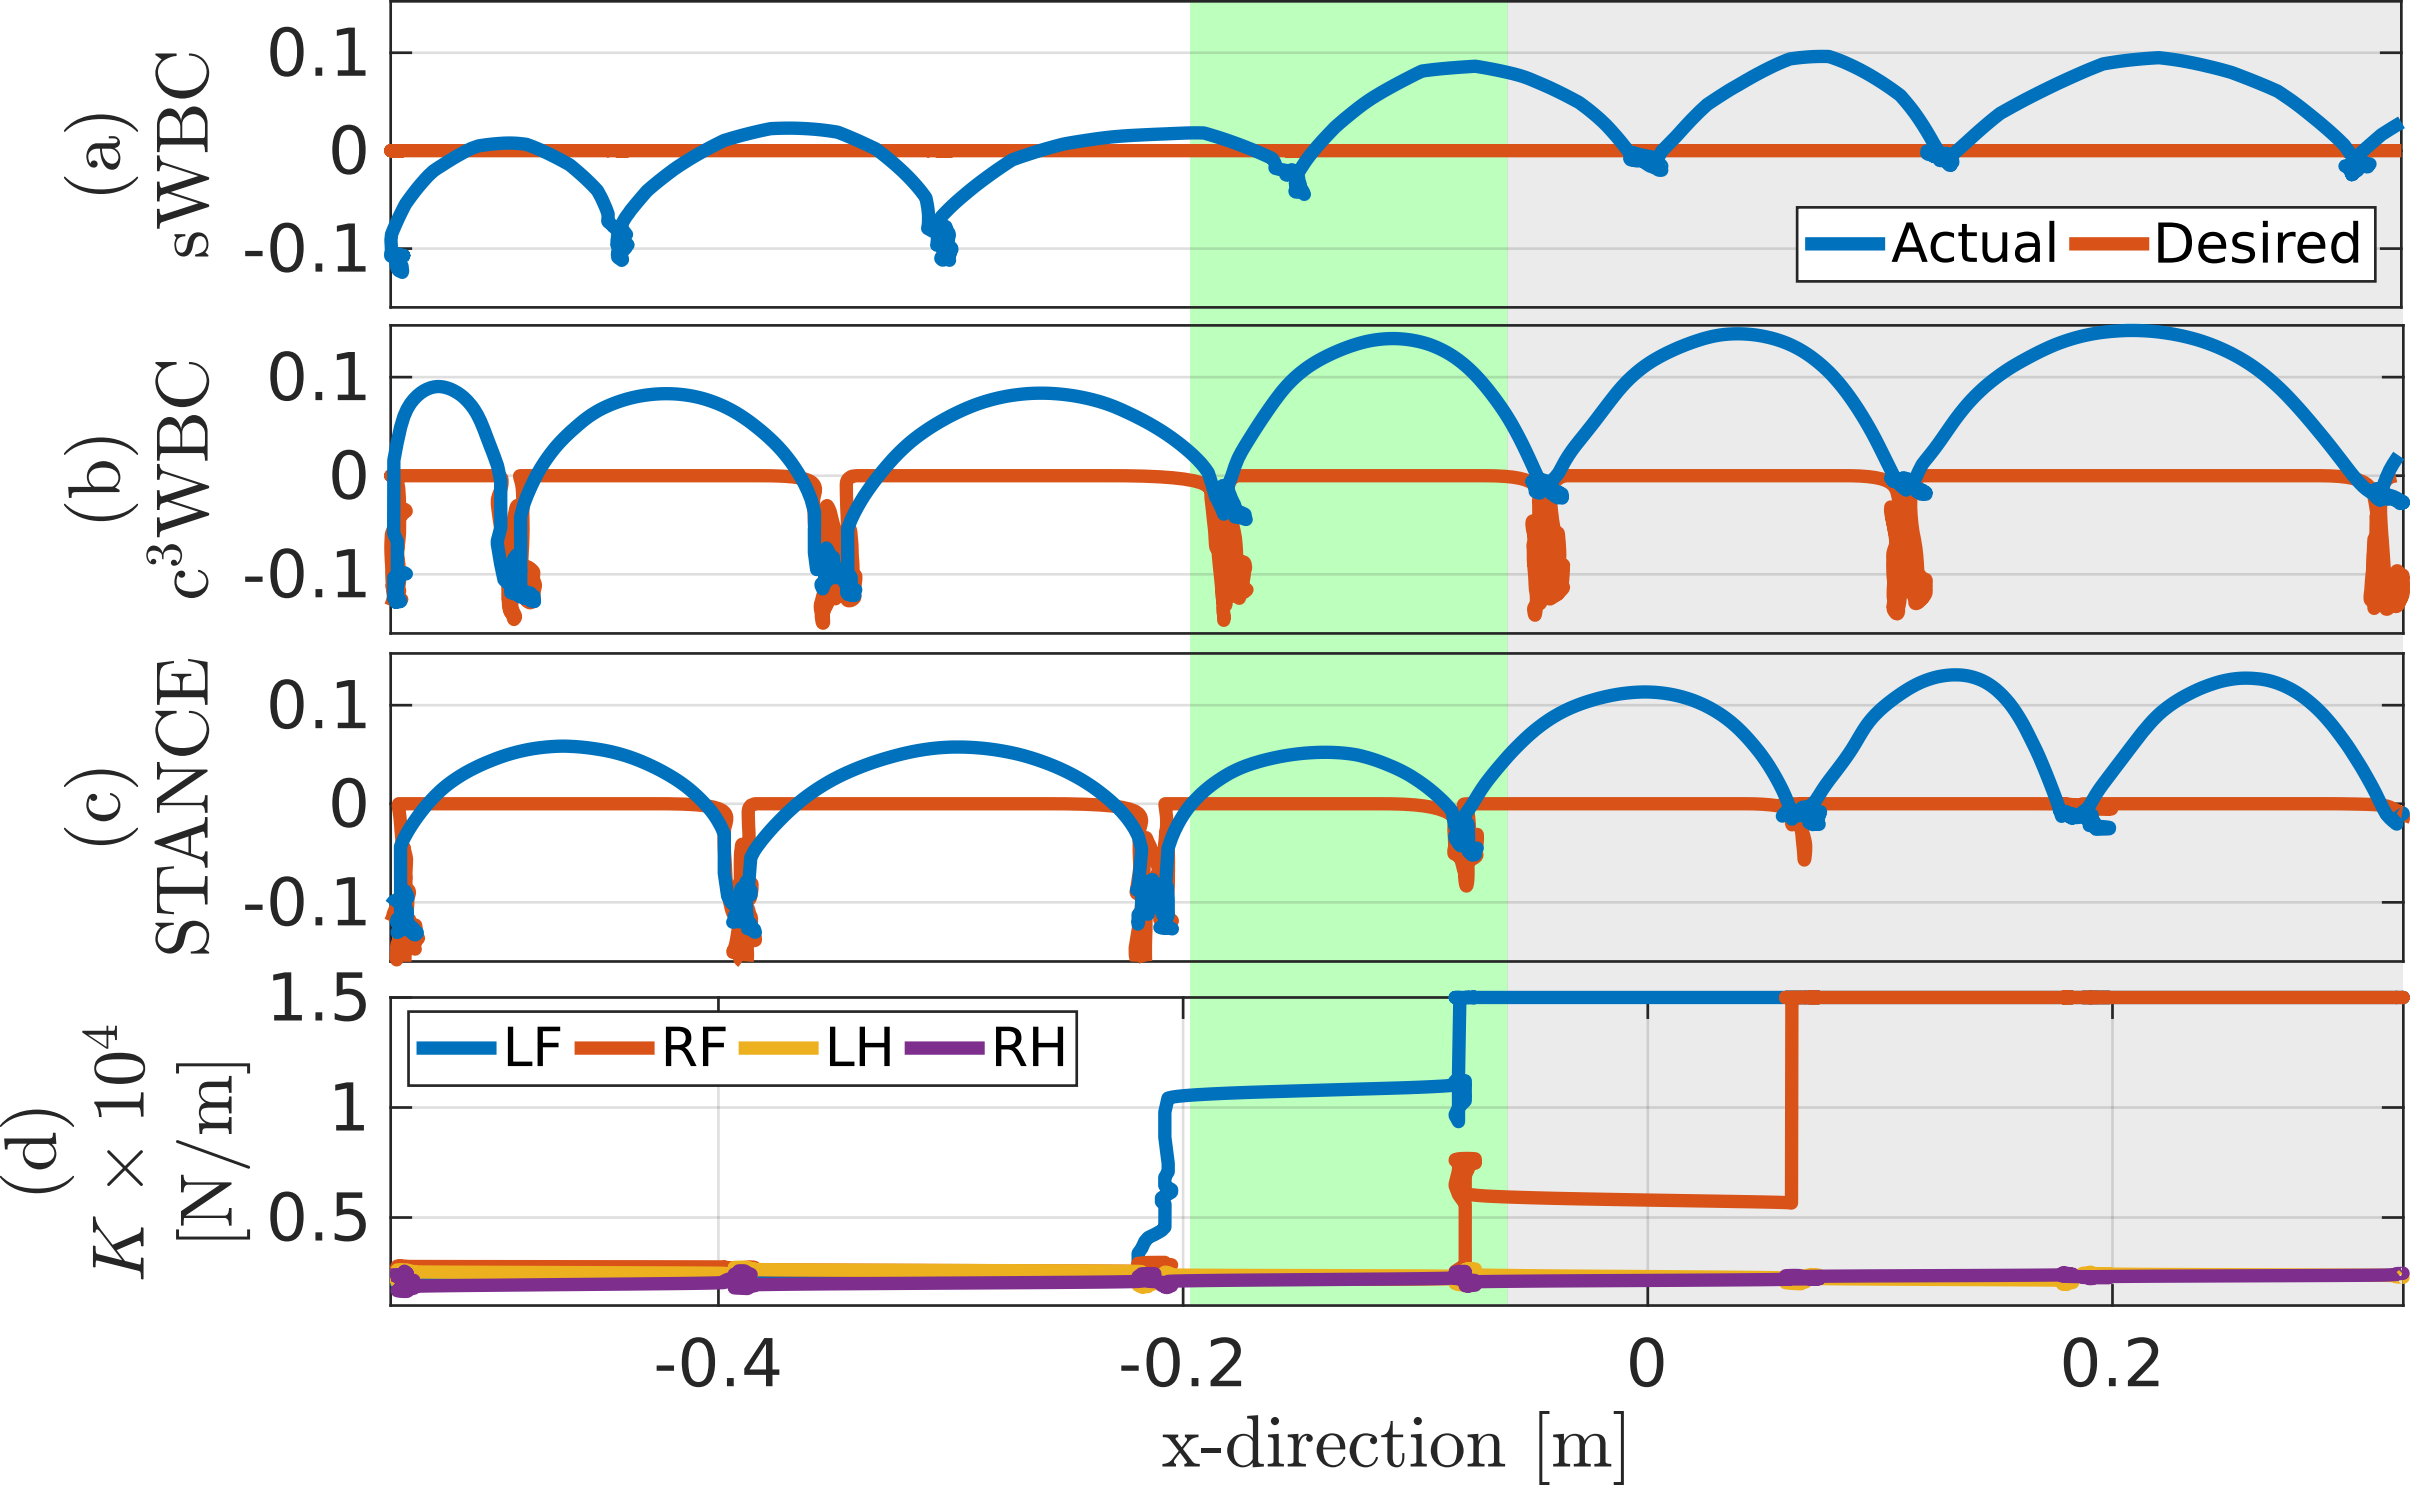 (a)
sWBC
0.1
0
-0.1
Actual Desired
(b)
c³WBC
0.1
0
-0.1
(c)
STANCE
0.1
0
-0.1
(d)
K × 10⁴
[N/m]
1.5
1
0.5
LF RF LH RH
-0.4 -0.2 0 0.2
x-direction [m]